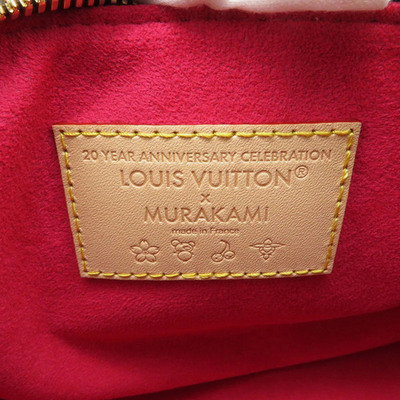 20 YEAR ANNIVERSARY CELEBRATION
LOUIS VUITTON®
×
MURAKAMI
made in France